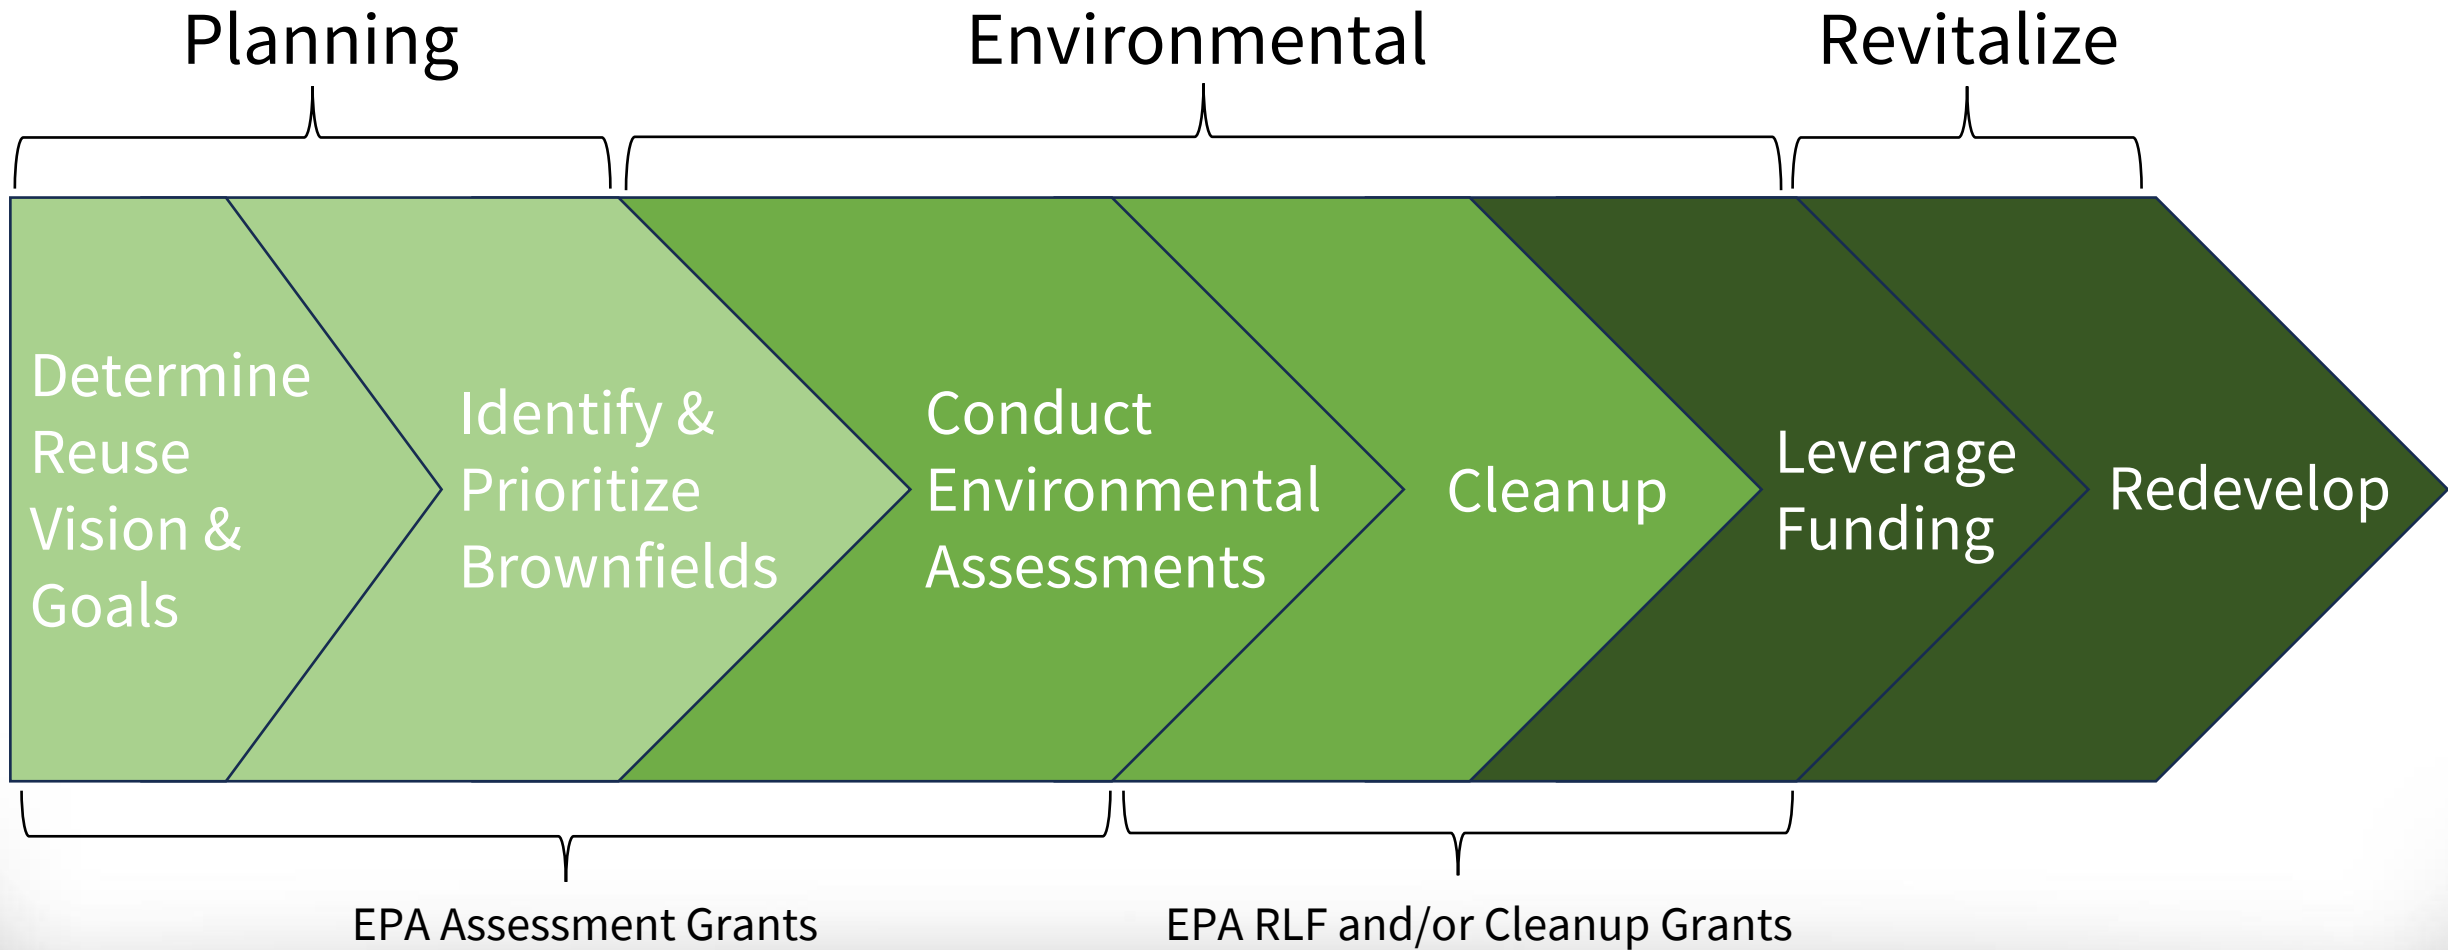 Planning
Environmental
Revitalize
Determine
Reuse
Vision &
Goals
Identify &
Prioritize
Brownfields
Conduct
Environmental
Assessments
Cleanup
Leverage
Funding
Redevelop
EPA Assessment Grants
EPA RLF and/or Cleanup Grants